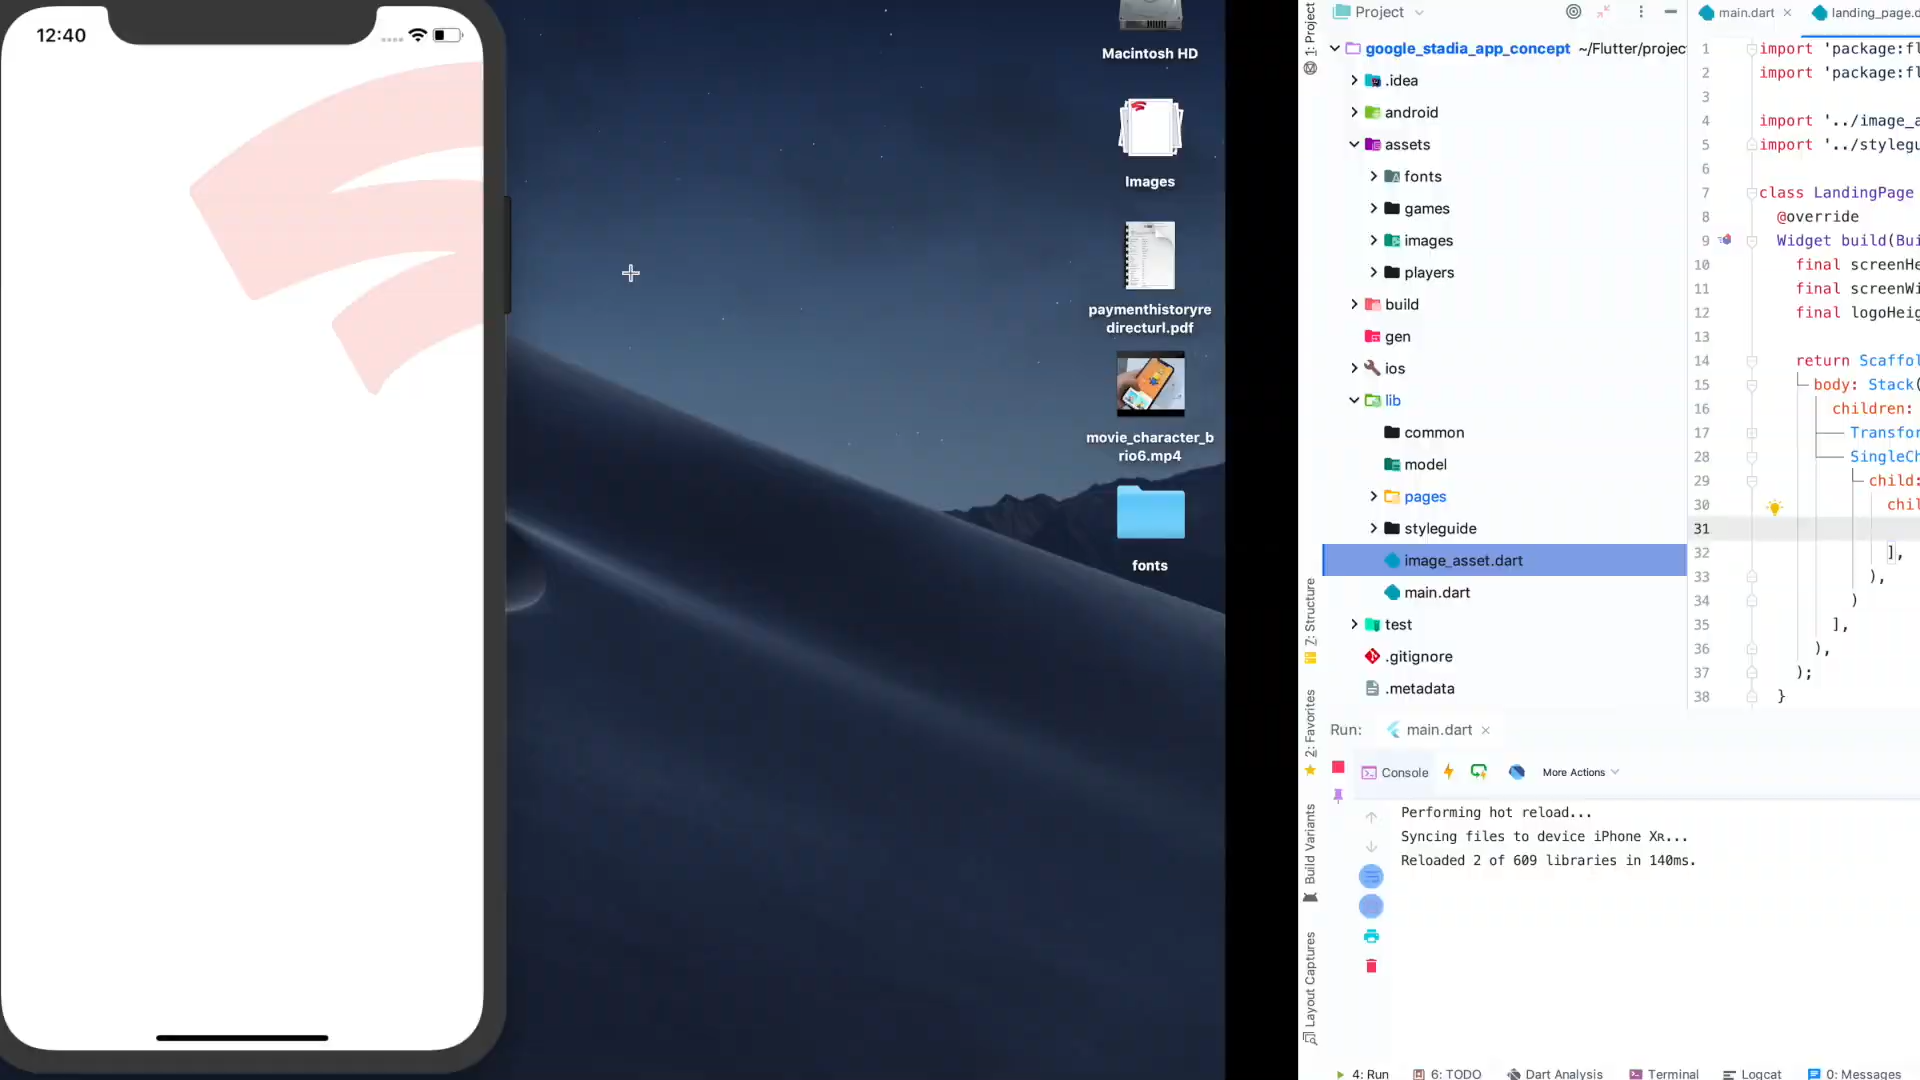 12:40
Macintosh HD
Images
paymenthistoryre
directurl.pdf
movie_character_b
rio6.mp4
fonts
1: Project
Z: Structure
2: Favorites
Build Variants
Layout Captures
Project
google_stadia_app_concept ~/Flutter/projec
.idea
android
assets
fonts
games
images
players
build
gen
ios
lib
common
model
pages
styleguide
image_asset.dart
main.dart
test
.gitignore
.metadata
main.dart
landing_page.d
1 import 'package:fl
2 import 'package:fl
3
4 import '../image_a
5 import '../stylegu
6
7 class LandingPage
8 @override
9 Widget build(Bui
10 final screenHe
11 final screenWi
12 final logoHeig
13
14 return Scaffol
15 body: Stack(
16 children:
17 Transfor
28 SingleCh
29 child:
30 chil
31
32 ],
33 ),
34 )
35 ],
36 ),
37 );
38 }
Run: main.dart
Console
More Actions
Performing hot reload...
Syncing files to device iPhone Xʀ...
Reloaded 2 of 609 libraries in 140ms.
4: Run
6: TODO
Dart Analysis
Terminal
Logcat
0: Messages